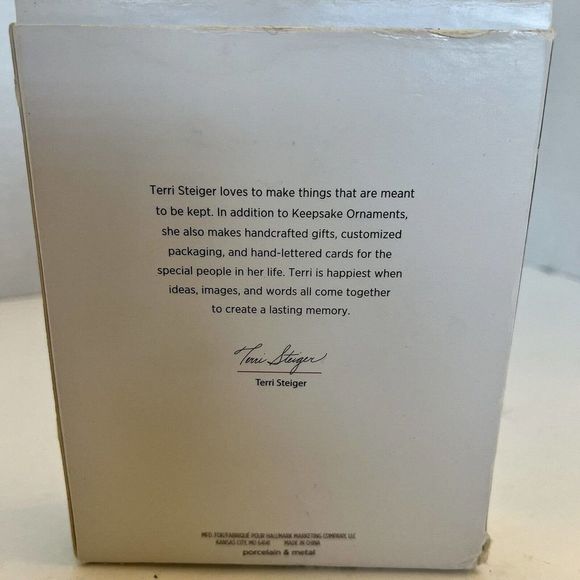 Terri Steiger loves to make things that are meant
to be kept. In addition to Keepsake Ornaments,
she also makes handcrafted gifts, customized
packaging, and hand-lettered cards for the
special people in her life. Terri is happiest when
ideas, images, and words all come together
to create a lasting memory.
Terri Steiger
Terri Steiger
MFD. FOR/FABRIQUÉ POUR HALLMARK MARKETING COMPANY, LLC
KANSAS CITY, MO 64141 MADE IN CHINA
porcelain & metal